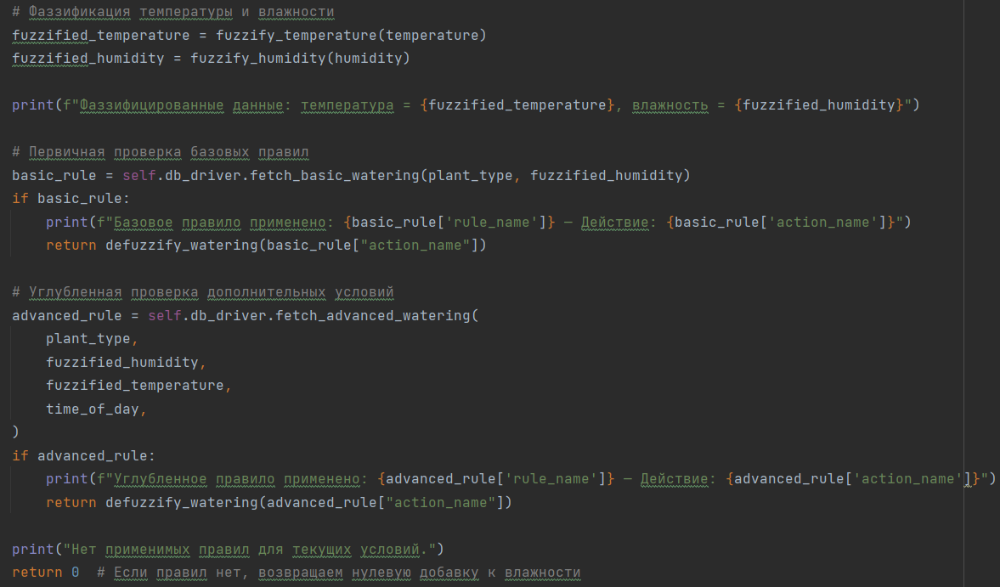 # Фаззификация температуры и влажности
fuzzified_temperature = fuzzify_temperature(temperature)
fuzzified_humidity = fuzzify_humidity(humidity)
print(f"Фаззифицированные данные: температура = {fuzzified_temperature}, влажность = {fuzzified_humidity}")
# Первичная проверка базовых правил
basic_rule = self.db_driver.fetch_basic_watering(plant_type, fuzzified_humidity)
if basic_rule:
    print(f"Базовое правило применено: {basic_rule['rule_name']} — Действие: {basic_rule['action_name']}")
    return defuzzify_watering(basic_rule["action_name"])
# Углубленная проверка дополнительных условий
advanced_rule = self.db_driver.fetch_advanced_watering(
    plant_type,
    fuzzified_humidity,
    fuzzified_temperature,
    time_of_day,
)
if advanced_rule:
    print(f"Углубленное правило применено: {advanced_rule['rule_name']} — Действие: {advanced_rule['action_name']}")
    return defuzzify_watering(advanced_rule["action_name"])
print("Нет применимых правил для текущих условий.")
return 0  # Если правил нет, возвращаем нулевую добавку к влажности